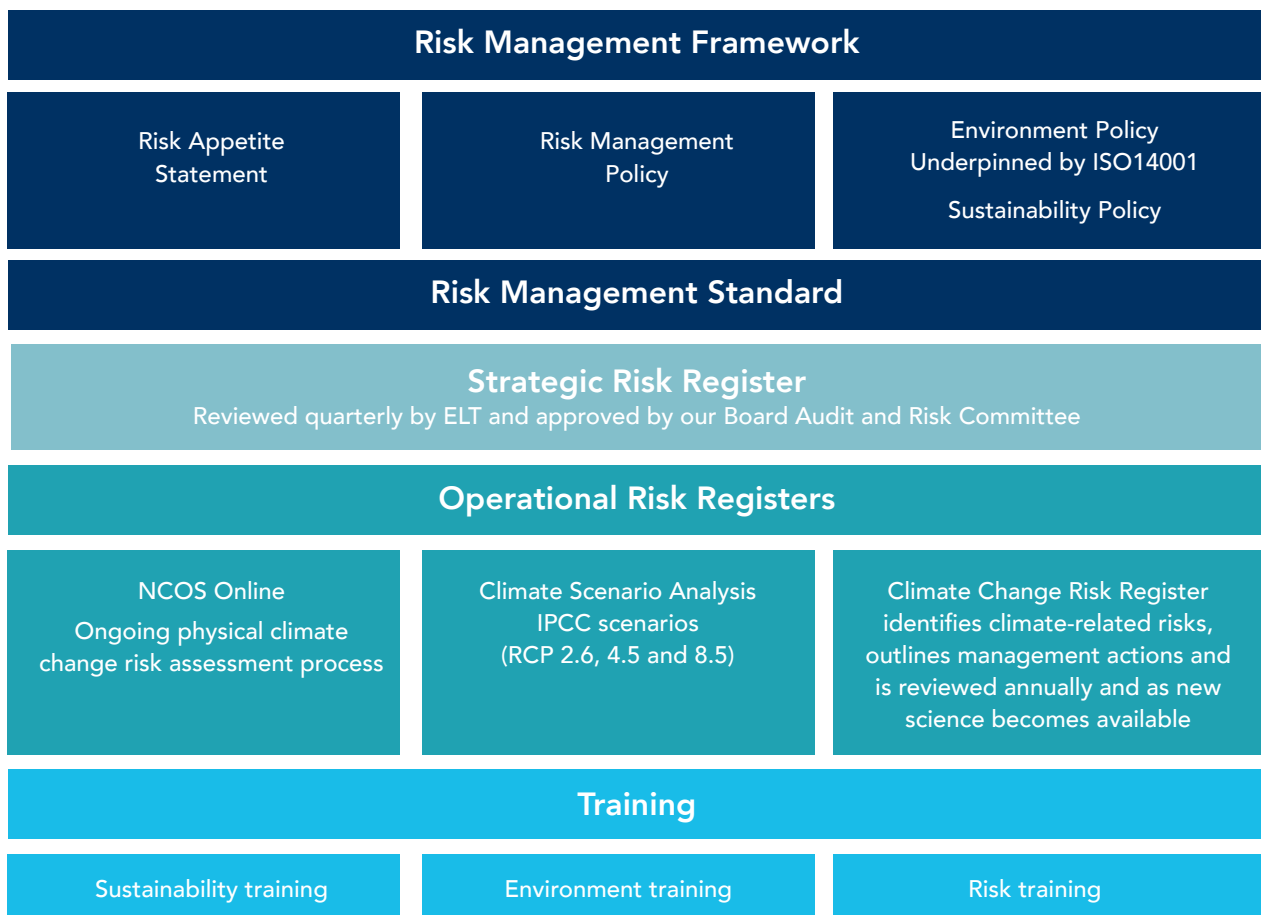 Risk Management Framework
Risk Appetite
Statement
Risk Management
Policy
Environment Policy
Underpinned by ISO14001
Sustainability Policy
Risk Management Standard
Strategic Risk Register
Reviewed quarterly by ELT and approved by our Board Audit and Risk Committee
Operational Risk Registers
NCOS Online
Ongoing physical climate
change risk assessment process
Climate Scenario Analysis
IPCC scenarios
(RCP 2.6, 4.5 and 8.5)
Climate Change Risk Register
identifies climate-related risks,
outlines management actions and
is reviewed annually and as new
science becomes available
Training
Sustainability training
Environment training
Risk training